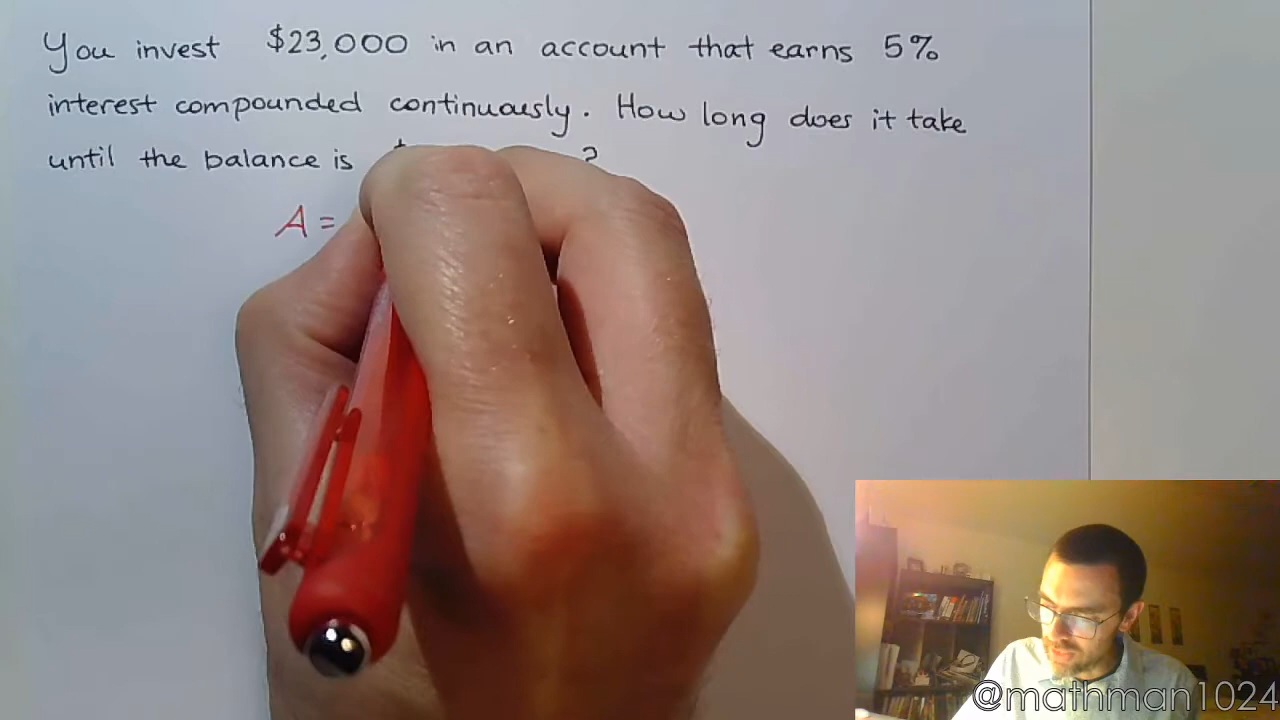 You invest $23,000 in an account that earns 5%
interest compounded continuously. How long does it take
until the balance is ?
A =
@mathman1024